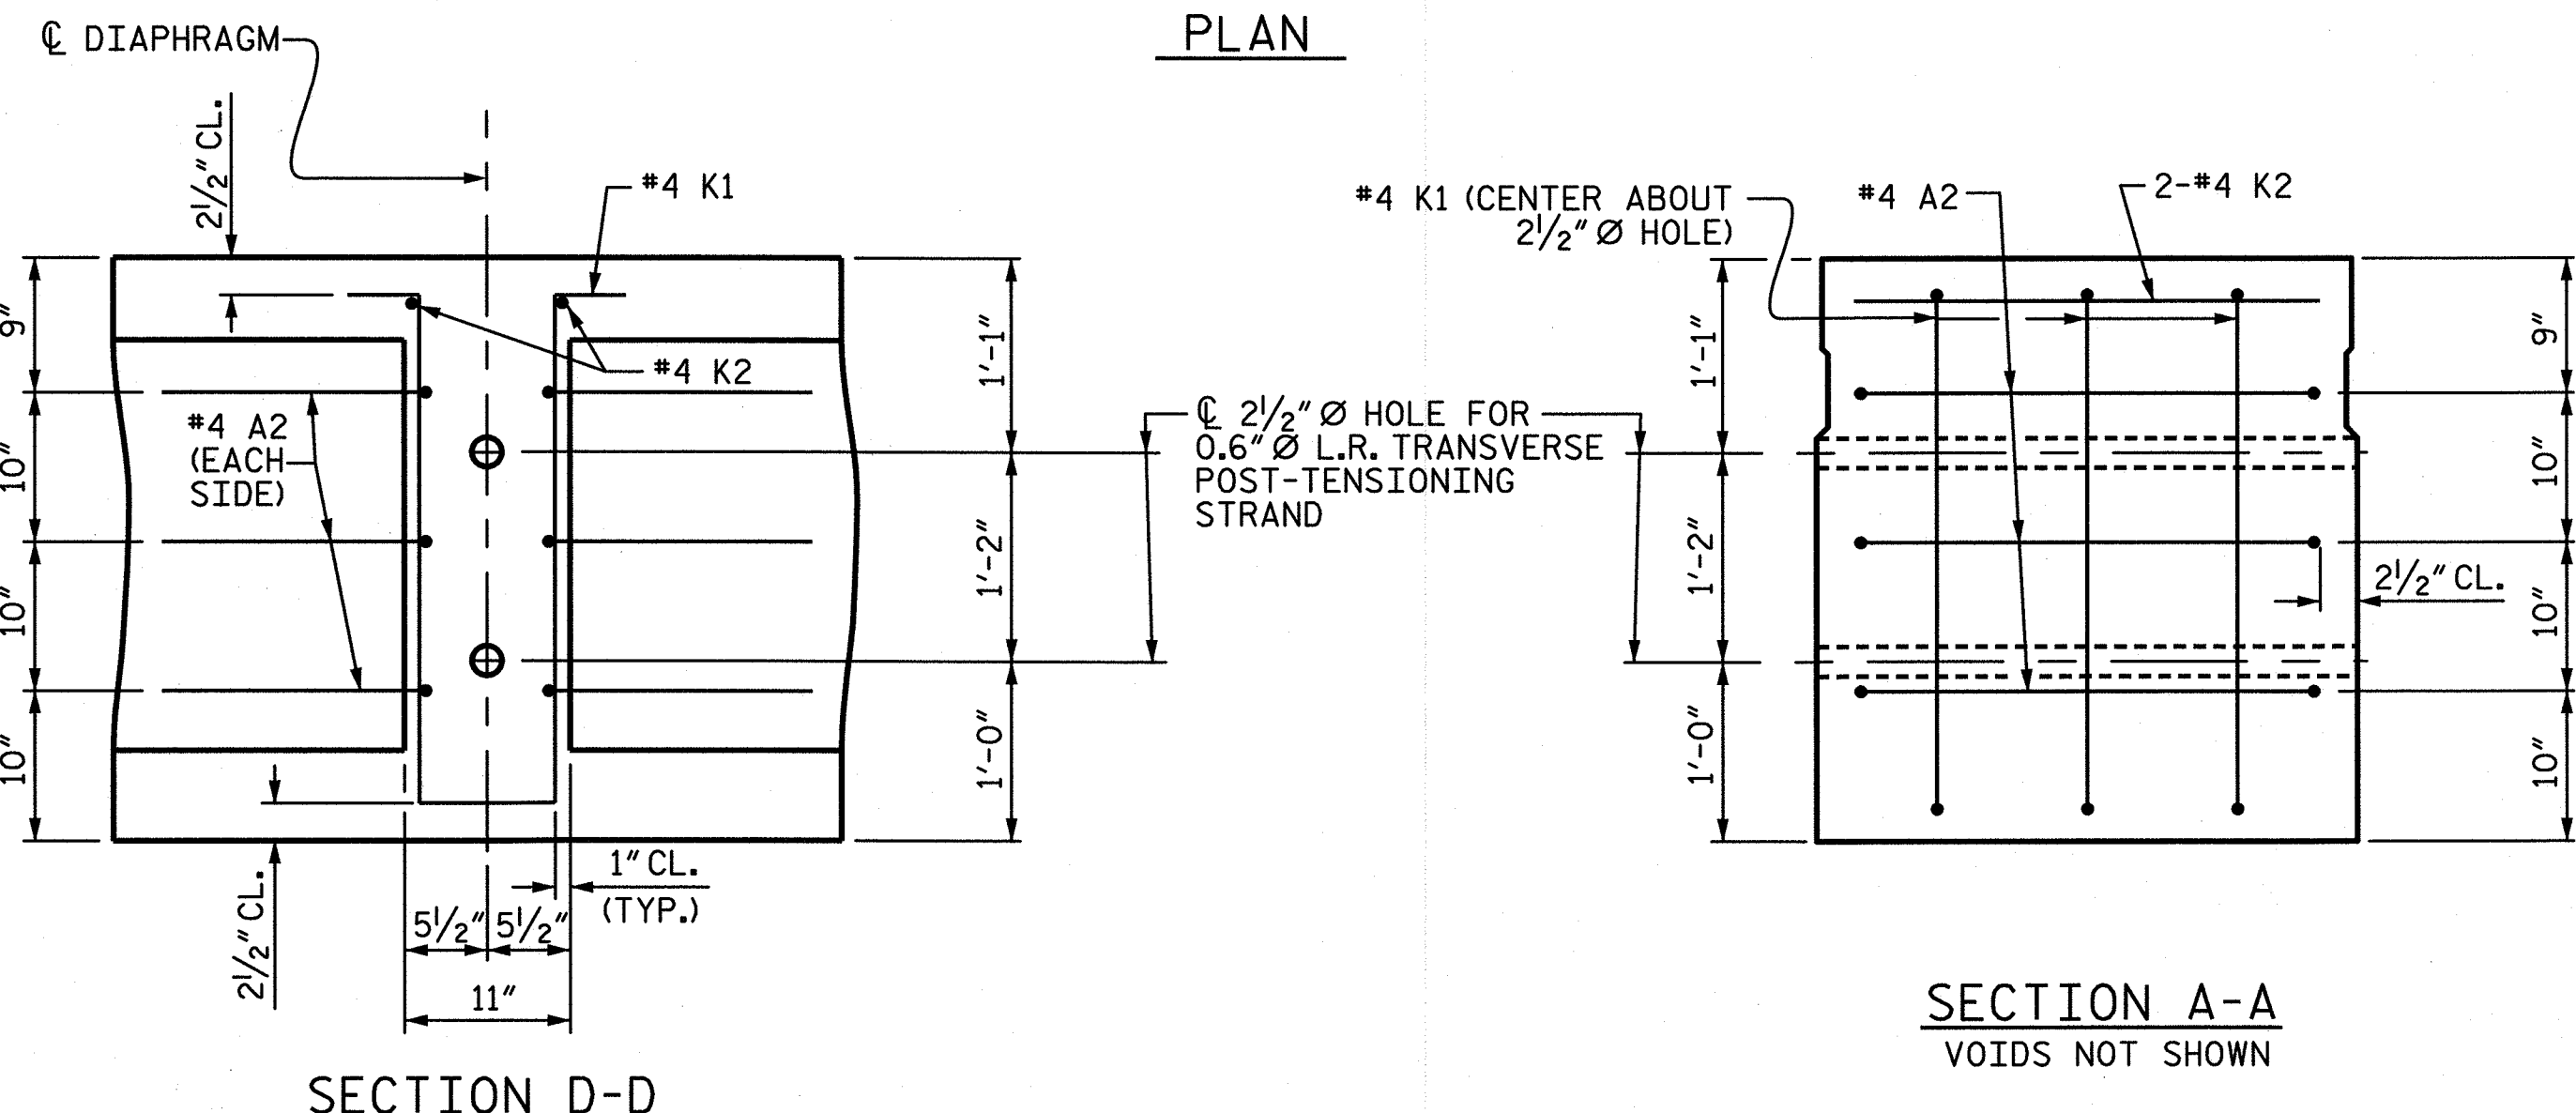 PLAN
℄ DIAPHRAGM
2½" CL.
#4 K1
#4 K2
#4 A2
(EACH
SIDE)
9"
10"
10"
10"
1'-1"
1'-2"
1'-0"
2½" CL.
1" CL.
(TYP.)
5½"
5½"
11"
SECTION D-D
℄ 2½" Ø HOLE FOR
0.6" Ø L.R. TRANSVERSE
POST-TENSIONING
STRAND
#4 K1 (CENTER ABOUT
2½" Ø HOLE)
#4 A2
2-#4 K2
1'-1"
1'-2"
1'-0"
9"
10"
10"
10"
2½" CL.
SECTION A-A
VOIDS NOT SHOWN